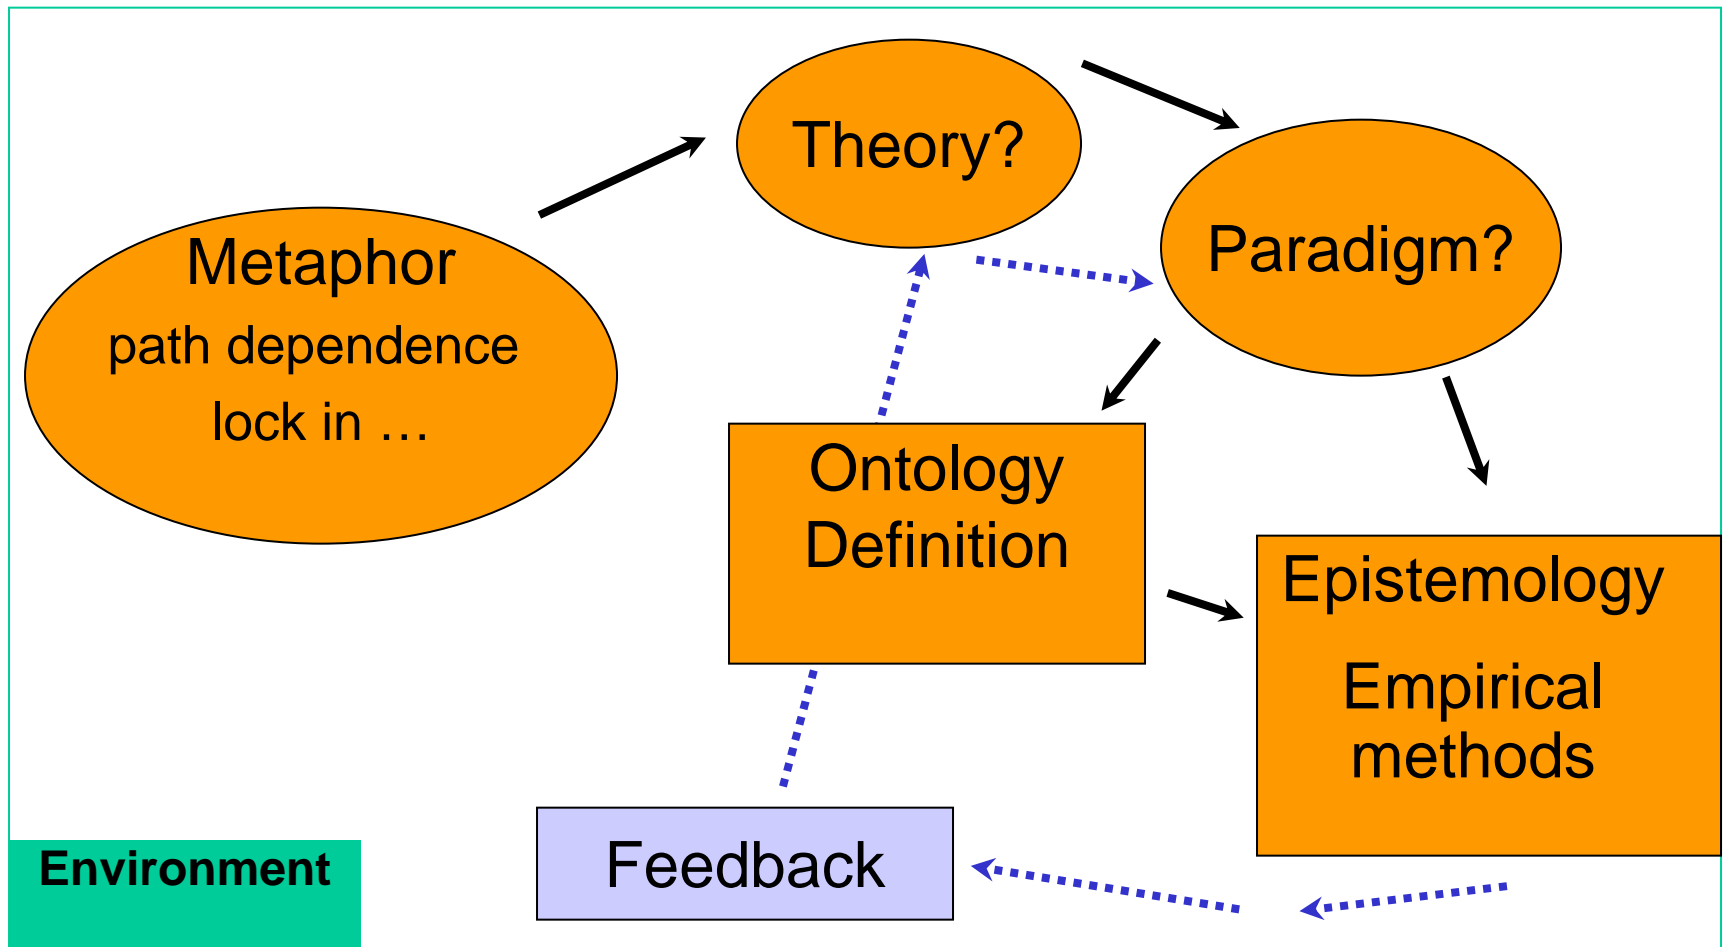 Theory?
Paradigm?
Metaphor
path dependence
lock in …
Ontology
Definition
Epistemology
Empirical
methods
Feedback
Environment